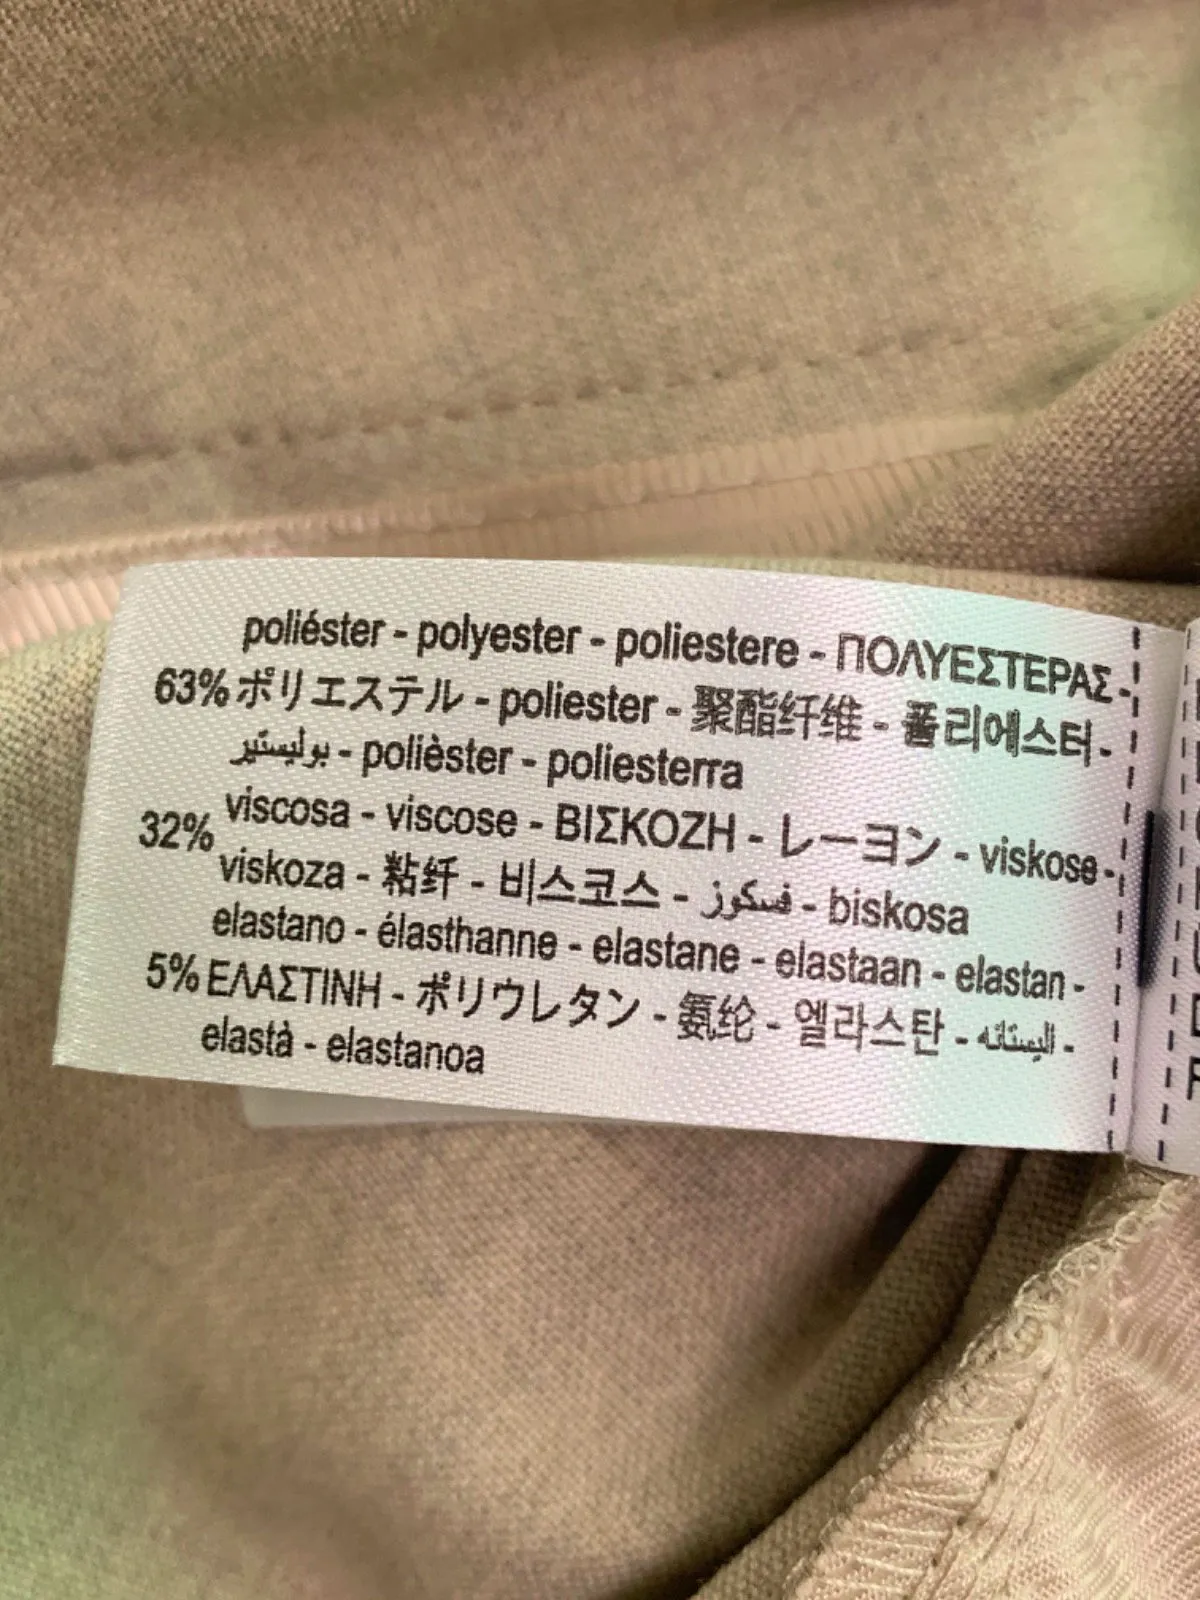 poliéster - polyester - poliestere - ΠΟΛΥΕΣΤΕΡΑΣ -
63% ポリエステル - poliester - 聚酯纤维 - 폴리에스터 -
بوليستير - polièster - poliesterra
viscosa - viscose - ΒΙΣΚΟΖΗ - レーヨン - viskose -
32%
viskoza - 粘纤 - 비스코스 - فسكوز - biskosa
elastano - élasthanne - elastane - elastaan - elastan -
5% ΕΛΑΣΤΙΝΗ - ポリウレタン - 氨纶 - 엘라스탄 - اليستانه -
elastà - elastanoa